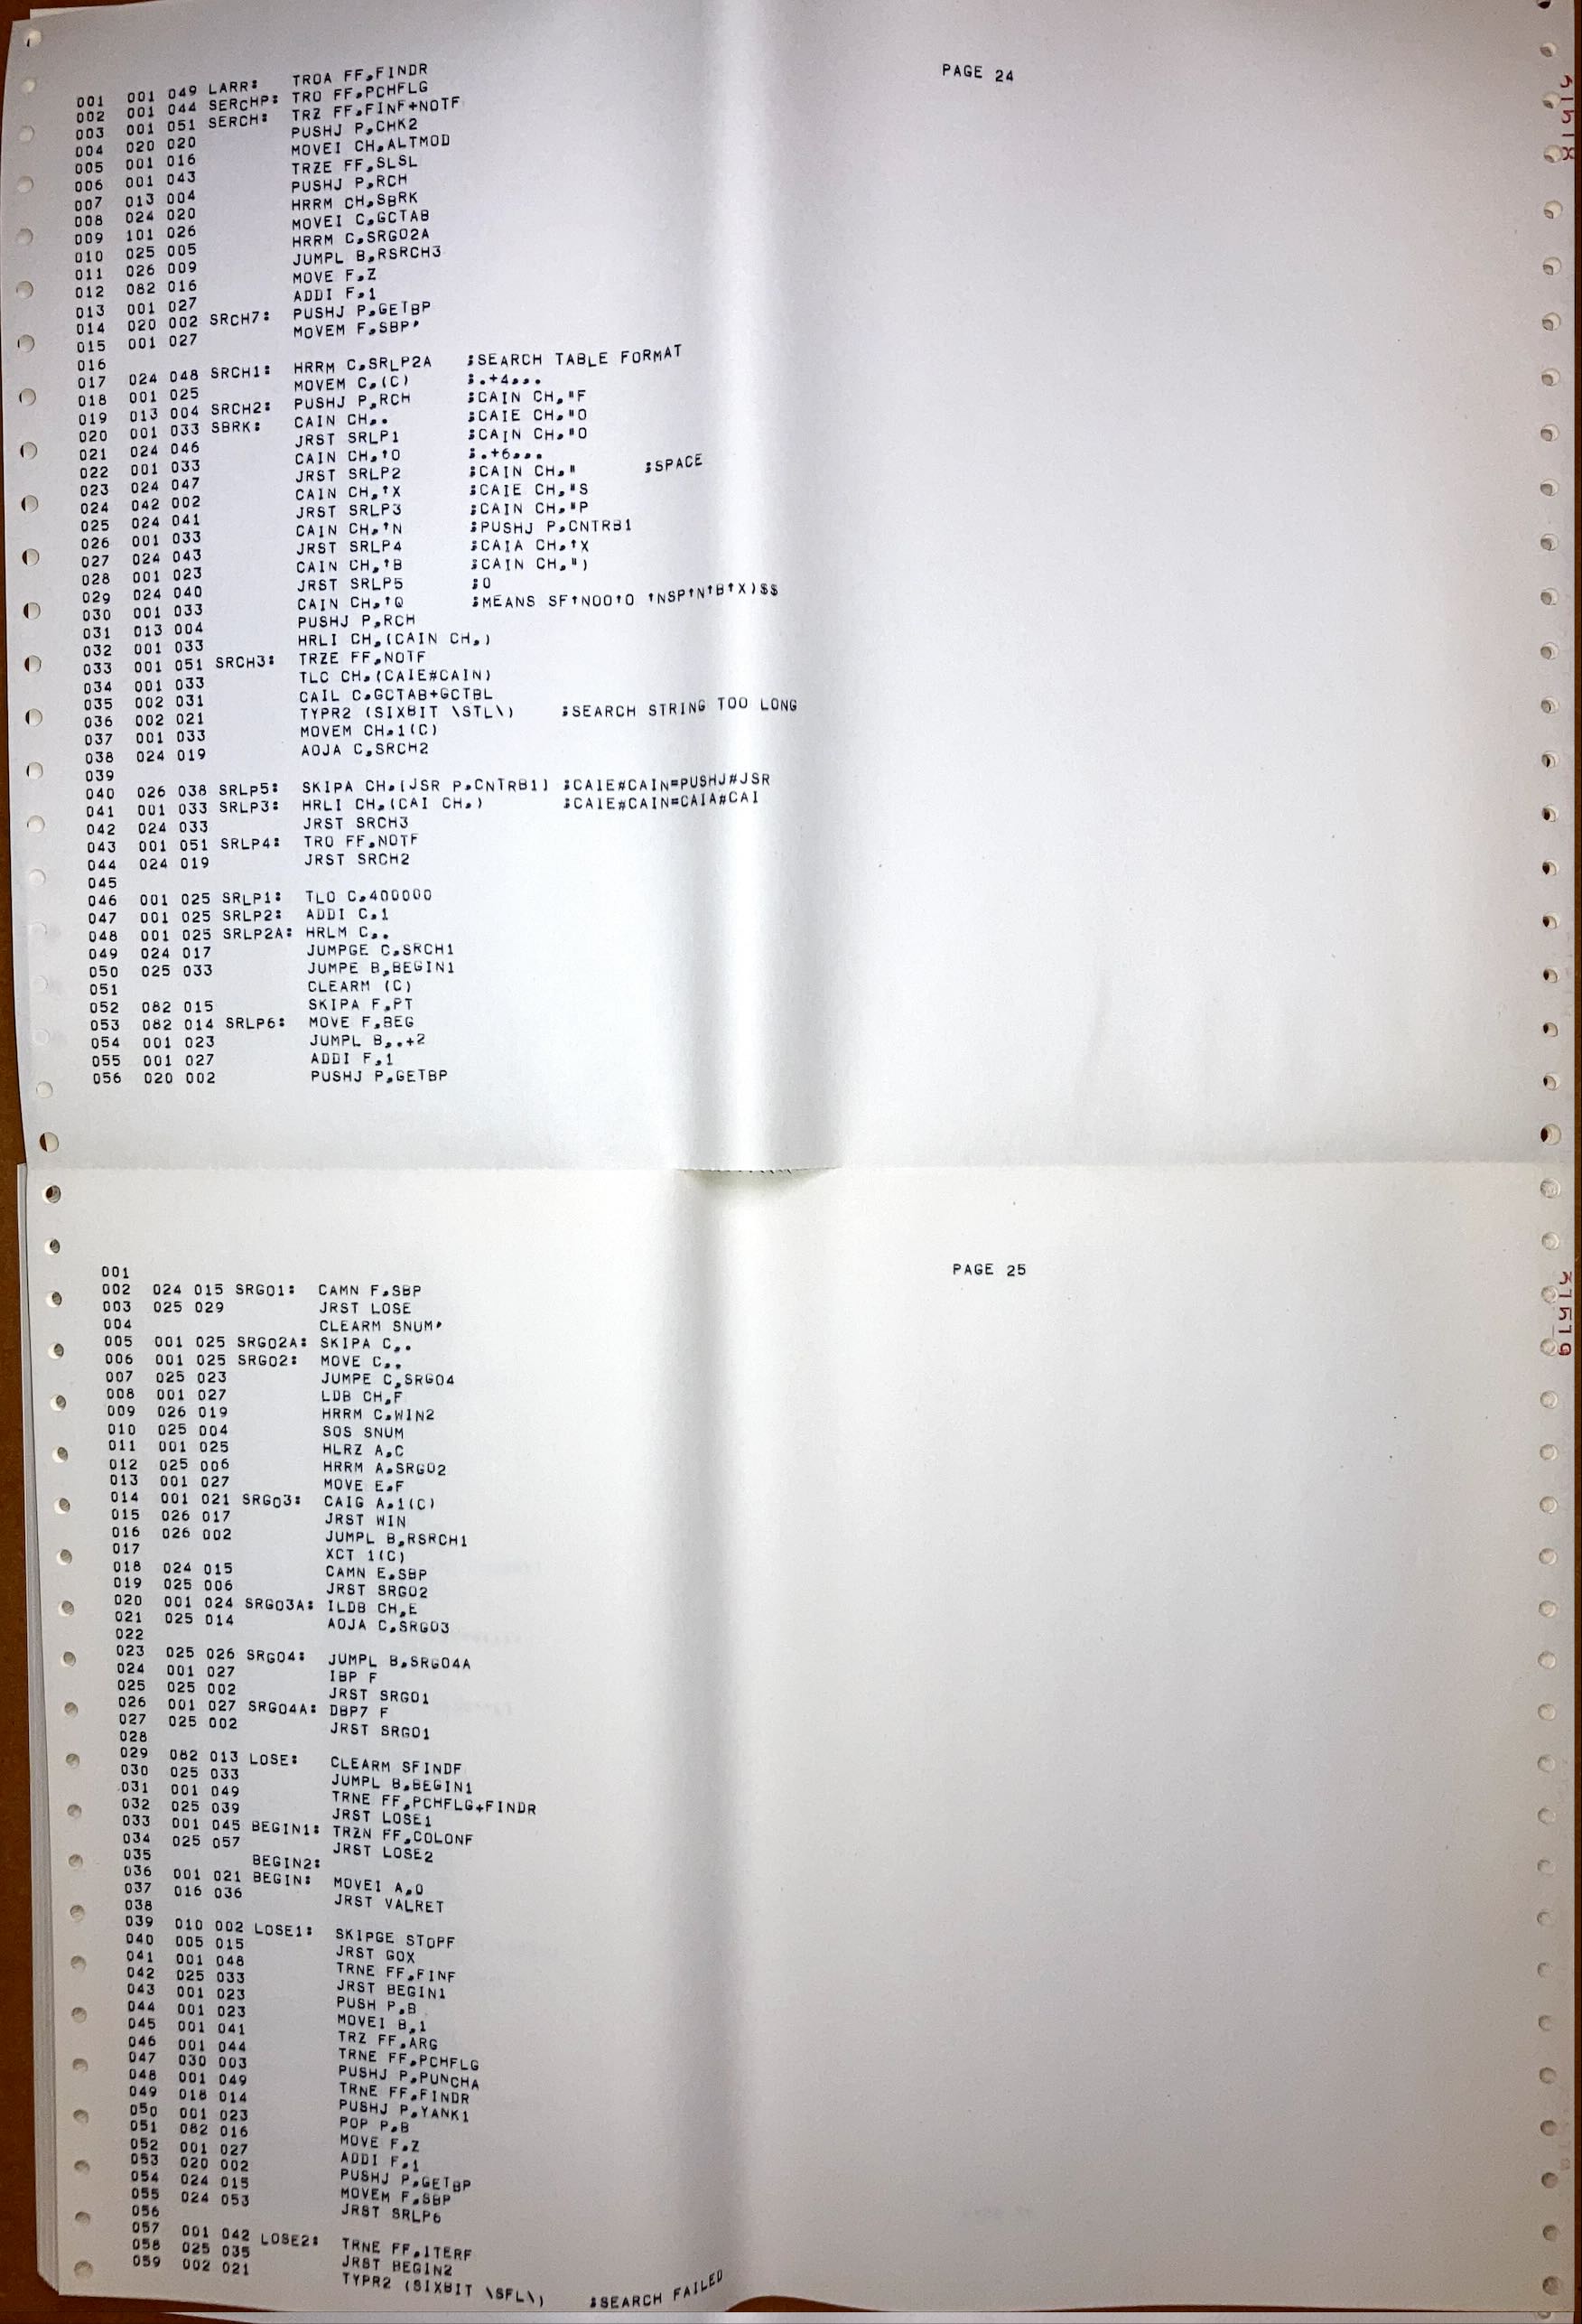 PAGE 24
001 001 049 LARR: TROA FF,FINDR
002 001 044 SERCHP: TRO FF,PCHFLG
003 001 051 SERCH: TRZ FF,FINF+NOTF
004 020 020 PUSHJ P,CHK2
005 001 016 MOVEI CH,ALTMOD
006 001 043 TRZE FF,SLSL
007 013 004 PUSHJ P,RCH
008 024 020 HRRM CH,SBRK
009 101 026 MOVEI C,GCTAB
010 025 005 HRRM C,SRGO2A
011 026 009 JUMPL B,RSRCH3
012 082 016 MOVE F,Z
013 001 027 ADDI F,1
014 020 002 SRCH7: PUSHJ P,GETBP
015 001 027 MOVEM F,SBP'
016
017 024 048 SRCH1: HRRM C,SRLP2A ;SEARCH TABLE FORMAT
018 001 025 MOVEM C,(C) ;.+4,,.
019 013 004 SRCH2: PUSHJ P,RCH ;CAIN CH,"F
020 001 033 SBRK: CAIN CH,. ;CAIE CH,"O
021 024 046 JRST SRLP1 ;CAIN CH,"O
022 001 033 CAIN CH,↑O ;.+6,,.
023 024 047 JRST SRLP2 ;CAIN CH," ;SPACE
024 042 002 CAIN CH,↑X ;CAIE CH,"S
025 024 041 JRST SRLP3 ;CAIN CH,"P
026 001 033 CAIN CH,↑N ;PUSHJ P,CNTRB1
027 024 043 JRST SRLP4 ;CAIA CH,↑X
028 001 023 CAIN CH,↑B ;CAIN CH,")
029 024 040 JRST SRLP5 ;0
030 001 033 CAIN CH,↑Q ;MEANS SF↑NOO↑O ↑NSP↑N↑B↑X)$$
031 013 004 PUSHJ P,RCH
032 001 033 HRLI CH,(CAIN CH,)
033 001 051 SRCH3: TRZE FF,NOTF
034 001 033 TLC CH,(CAIE#CAIN)
035 002 031 CAIL C,GCTAB+GCTBL
036 002 021 TYPR2 (SIXBIT \STL\) ;SEARCH STRING TOO LONG
037 001 033 MOVEM CH,1(C)
038 024 019 AOJA C,SRCH2
039
040 026 038 SRLP5: SKIPA CH,[JSR P,CNTRB1] ;CAIE#CAIN=PUSHJ#JSR
041 001 033 SRLP3: HRLI CH,(CAI CH,) ;CAIE#CAIN=CAIA#CAI
042 024 033 JRST SRCH3
043 001 051 SRLP4: TRO FF,NOTF
044 024 019 JRST SRCH2
045
046 001 025 SRLP1: TLO C,400000
047 001 025 SRLP2: ADDI C,1
048 001 025 SRLP2A: HRLM C,.
049 024 017 JUMPGE C,SRCH1
050 025 033 JUMPE B,BEGIN1
051 CLEARM (C)
052 082 015 SKIPA F,PT
053 082 014 SRLP6: MOVE F,BEG
054 001 023 JUMPL B,.+2
055 001 027 ADDI F,1
056 020 002 PUSHJ P,GETBP
PAGE 25
001
002 024 015 SRGO1: CAMN F,SBP
003 025 029 JRST LOSE
004 CLEARM SNUM'
005 001 025 SRGO2A: SKIPA C,.
006 001 025 SRGO2: MOVE C,.
007 025 023 JUMPE C,SRGO4
008 001 027 LDB CH,F
009 026 019 HRRM C,WIN2
010 025 004 SOS SNUM
011 001 025 HLRZ A,C
012 025 006 HRRM A,SRGO2
013 001 027 MOVE E,F
014 001 021 SRGO3: CAIG A,1(C)
015 026 017 JRST WIN
016 026 002 JUMPL B,RSRCH1
017 XCT 1(C)
018 024 015 CAMN E,SBP
019 025 006 JRST SRGO2
020 001 024 SRGO3A: ILDB CH,E
021 025 014 AOJA C,SRGO3
022
023 025 026 SRGO4: JUMPL B,SRGO4A
024 001 027 IBP F
025 025 002 JRST SRGO1
026 001 027 SRGO4A: DBP7 F
027 025 002 JRST SRGO1
028
029 082 013 LOSE: CLEARM SFINDF
030 025 033 JUMPL B,BEGIN1
031 001 049 TRNE FF,PCHFLG+FINDR
032 025 039 JRST LOSE1
033 001 045 BEGIN1: TRZN FF,COLONF
034 025 057 JRST LOSE2
035 BEGIN2:
036 001 021 BEGIN: MOVEI A,0
037 016 036 JRST VALRET
038
039 010 002 LOSE1: SKIPGE STOPF
040 005 015 JRST GOX
041 001 048 TRNE FF,FINF
042 025 033 JRST BEGIN1
043 001 023 PUSH P,B
044 001 023 MOVEI B,1
045 001 041 TRZ FF,ARG
046 001 044 TRNE FF,PCHFLG
047 030 003 PUSHJ P,PUNCHA
048 001 049 TRNE FF,FINDR
049 018 014 PUSHJ P,YANK1
050 001 023 POP P,B
051 082 016 MOVE F,Z
052 001 027 ADDI F,1
053 020 002 PUSHJ P,GETBP
054 024 015 MOVEM F,SBP
055 024 053 JRST SRLP6
056
057 001 042 LOSE2: TRNE FF,ITERF
058 025 035 JRST BEGIN2
059 002 021 TYPR2 (SIXBIT \SFL\) ;SEARCH FAILED